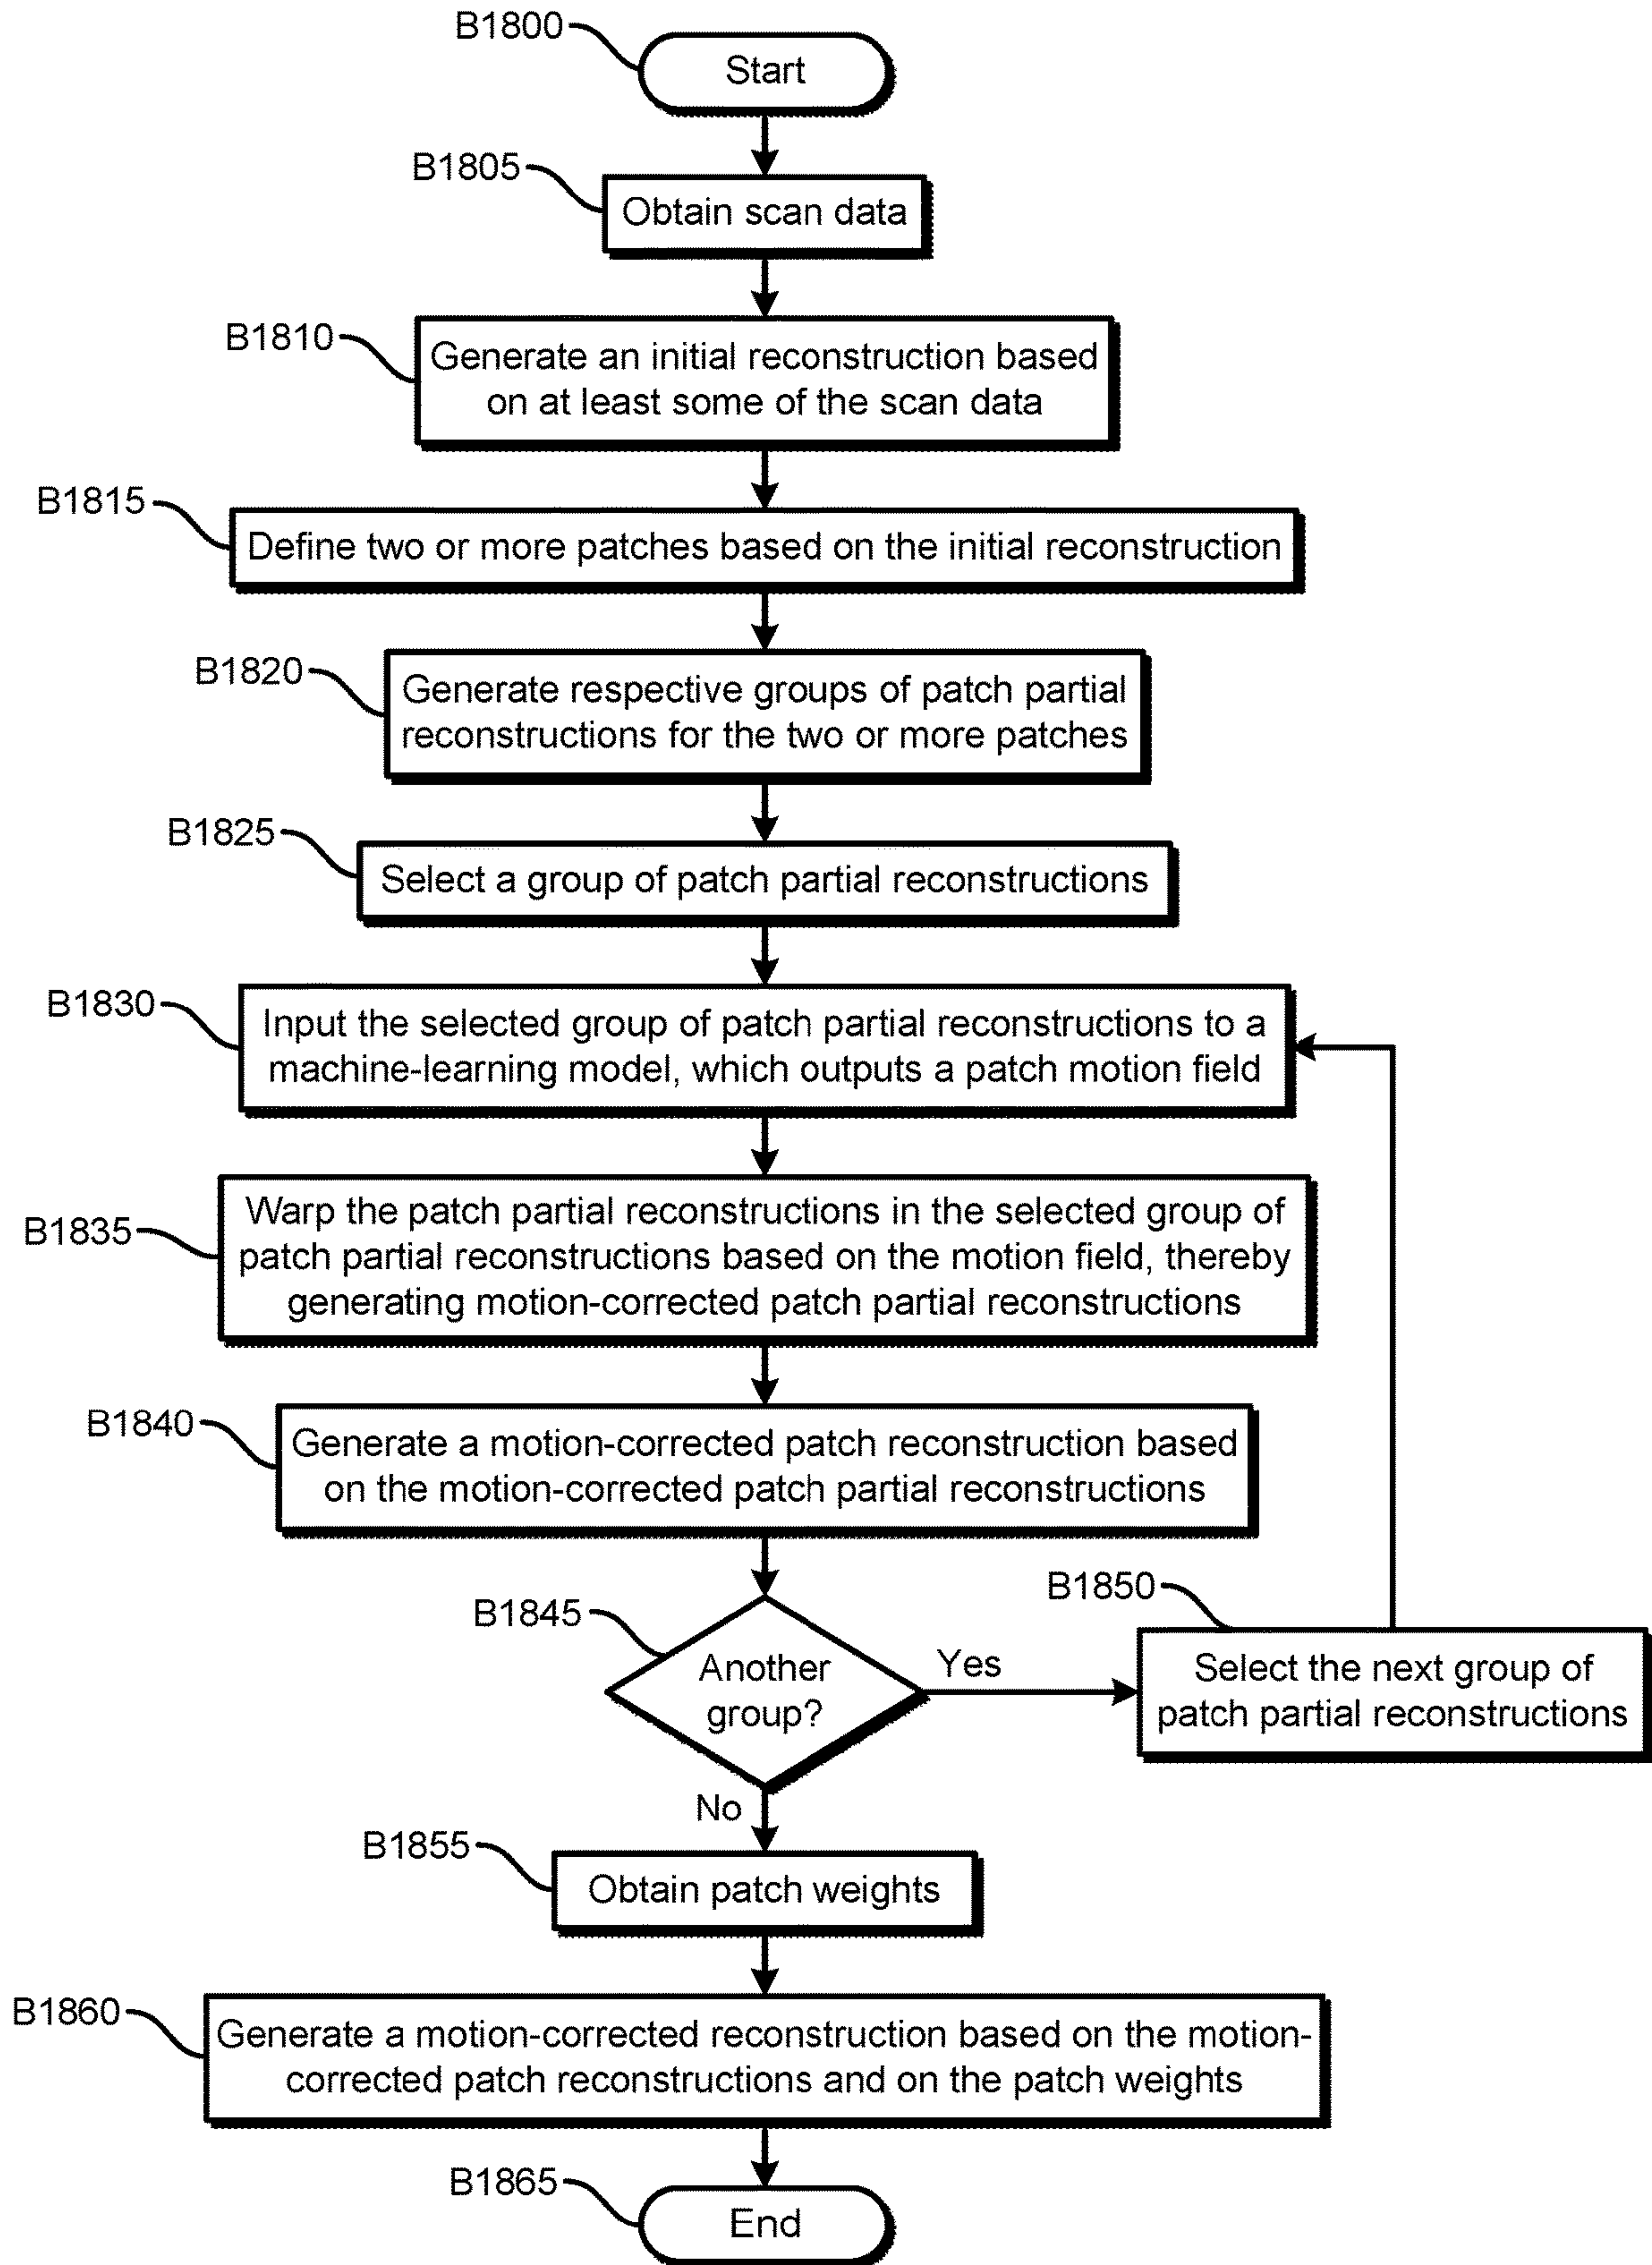 B1800
Start
B1805
Obtain scan data
B1810
Generate an initial reconstruction based
on at least some of the scan data
B1815
Define two or more patches based on the initial reconstruction
B1820
Generate respective groups of patch partial
reconstructions for the two or more patches
B1825
Select a group of patch partial reconstructions
B1830
Input the selected group of patch partial reconstructions to a
machine-learning model, which outputs a patch motion field
B1835
Warp the patch partial reconstructions in the selected group of
patch partial reconstructions based on the motion field, thereby
generating motion-corrected patch partial reconstructions
B1840
Generate a motion-corrected patch reconstruction based
on the motion-corrected patch partial reconstructions
B1845
Another
group?
Yes
B1850
Select the next group of
patch partial reconstructions
No
B1855
Obtain patch weights
B1860
Generate a motion-corrected reconstruction based on the motion-
corrected patch reconstructions and on the patch weights
B1865
End